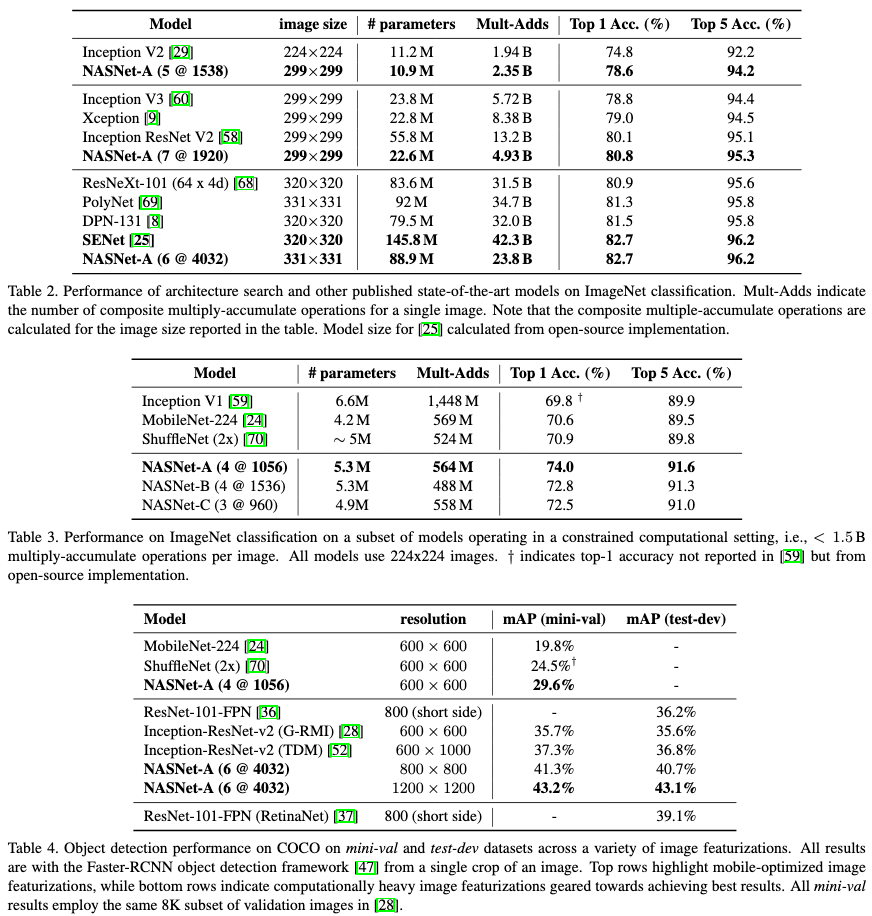 Model image size # parameters Mult-Adds Top 1 Acc. (%) Top 5 Acc. (%)
Inception V2 [29] 224×224 11.2 M 1.94 B 74.8 92.2
NASNet-A (5 @ 1538) 299×299 10.9 M 2.35 B 78.6 94.2
Inception V3 [60] 299×299 23.8 M 5.72 B 78.8 94.4
Xception [9] 299×299 22.8 M 8.38 B 79.0 94.5
Inception ResNet V2 [58] 299×299 55.8 M 13.2 B 80.1 95.1
NASNet-A (7 @ 1920) 299×299 22.6 M 4.93 B 80.8 95.3
ResNeXt-101 (64 x 4d) [68] 320×320 83.6 M 31.5 B 80.9 95.6
PolyNet [69] 331×331 92 M 34.7 B 81.3 95.8
DPN-131 [8] 320×320 79.5 M 32.0 B 81.5 95.8
SENet [25] 320×320 145.8 M 42.3 B 82.7 96.2
NASNet-A (6 @ 4032) 331×331 88.9 M 23.8 B 82.7 96.2
Table 2. Performance of architecture search and other published state-of-the-art models on ImageNet classification. Mult-Adds indicate
the number of composite multiply-accumulate operations for a single image. Note that the composite multiple-accumulate operations are
calculated for the image size reported in the table. Model size for [25] calculated from open-source implementation.
Model # parameters Mult-Adds Top 1 Acc. (%) Top 5 Acc. (%)
Inception V1 [59] 6.6M 1,448 M 69.8 † 89.9
MobileNet-224 [24] 4.2 M 569 M 70.6 89.5
ShuffleNet (2x) [70] ∼ 5M 524 M 70.9 89.8
NASNet-A (4 @ 1056) 5.3 M 564 M 74.0 91.6
NASNet-B (4 @ 1536) 5.3M 488 M 72.8 91.3
NASNet-C (3 @ 960) 4.9M 558 M 72.5 91.0
Table 3. Performance on ImageNet classification on a subset of models operating in a constrained computational setting, i.e., < 1.5 B
multiply-accumulate operations per image. All models use 224x224 images. † indicates top-1 accuracy not reported in [59] but from
open-source implementation.
Model resolution mAP (mini-val) mAP (test-dev)
MobileNet-224 [24] 600 × 600 19.8% -
ShuffleNet (2x) [70] 600 × 600 24.5%† -
NASNet-A (4 @ 1056) 600 × 600 29.6% -
ResNet-101-FPN [36] 800 (short side) - 36.2%
Inception-ResNet-v2 (G-RMI) [28] 600 × 600 35.7% 35.6%
Inception-ResNet-v2 (TDM) [52] 600 × 1000 37.3% 36.8%
NASNet-A (6 @ 4032) 800 × 800 41.3% 40.7%
NASNet-A (6 @ 4032) 1200 × 1200 43.2% 43.1%
ResNet-101-FPN (RetinaNet) [37] 800 (short side) - 39.1%
Table 4. Object detection performance on COCO on mini-val and test-dev datasets across a variety of image featurizations. All results
are with the Faster-RCNN object detection framework [47] from a single crop of an image. Top rows highlight mobile-optimized image
featurizations, while bottom rows indicate computationally heavy image featurizations geared towards achieving best results. All mini-val
results employ the same 8K subset of validation images in [28].